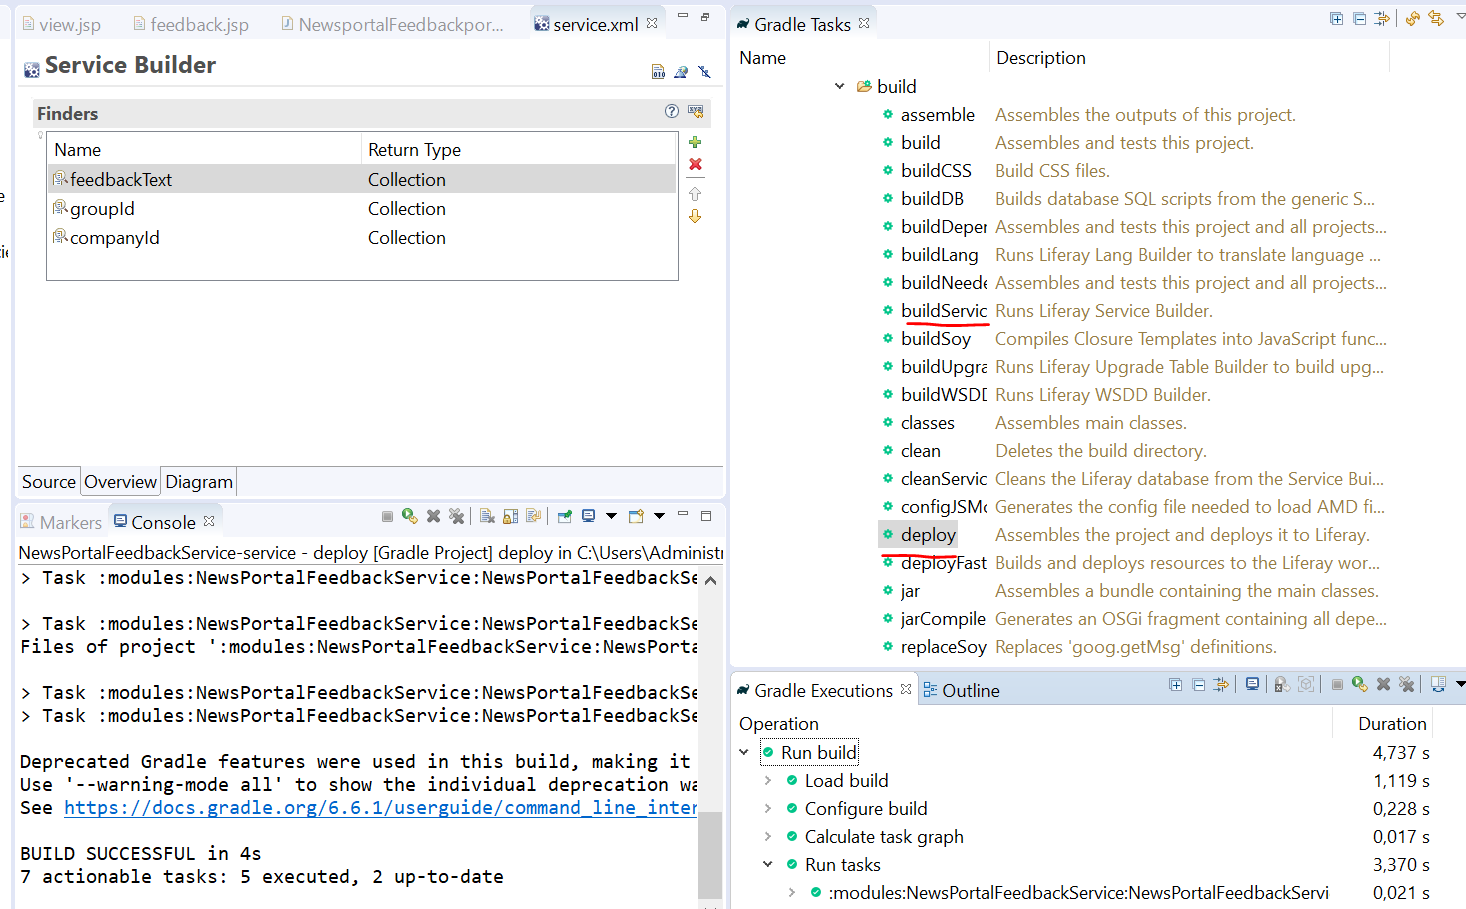 view.jsp
feedback.jsp
NewsportalFeedbackpor...
service.xml
Service Builder
Finders
Name Return Type
feedbackText Collection
groupId Collection
companyId Collection
Source Overview Diagram
Markers Console
NewsPortalFeedbackService-service - deploy [Gradle Project] deploy in C:\Users\Administr
> Task :modules:NewsPortalFeedbackService:NewsPortalFeedbackSe
> Task :modules:NewsPortalFeedbackService:NewsPortalFeedbackSe
Files of project ':modules:NewsPortalFeedbackService:NewsPorta
> Task :modules:NewsPortalFeedbackService:NewsPortalFeedbackSe
> Task :modules:NewsPortalFeedbackService:NewsPortalFeedbackSe
Deprecated Gradle features were used in this build, making it
Use '--warning-mode all' to show the individual deprecation wa
See https://docs.gradle.org/6.6.1/userguide/command_line_inter
BUILD SUCCESSFUL in 4s
7 actionable tasks: 5 executed, 2 up-to-date
Gradle Tasks
Name Description
build
assemble Assembles the outputs of this project.
build Assembles and tests this project.
buildCSS Build CSS files.
buildDB Builds database SQL scripts from the generic S...
buildDeper Assembles and tests this project and all projects...
buildLang Runs Liferay Lang Builder to translate language ...
buildNeede Assembles and tests this project and all projects...
buildServic Runs Liferay Service Builder.
buildSoy Compiles Closure Templates into JavaScript func...
buildUpgra Runs Liferay Upgrade Table Builder to build upg...
buildWSDD Runs Liferay WSDD Builder.
classes Assembles main classes.
clean Deletes the build directory.
cleanServic Cleans the Liferay database from the Service Bui...
configJSMo Generates the config file needed to load AMD fi...
deploy Assembles the project and deploys it to Liferay.
deployFast Builds and deploys resources to the Liferay wor...
jar Assembles a bundle containing the main classes.
jarCompile Generates an OSGi fragment containing all depe...
replaceSoy Replaces 'goog.getMsg' definitions.
Gradle Executions Outline
Operation Duration
Run build 4,737 s
Load build 1,119 s
Configure build 0,228 s
Calculate task graph 0,017 s
Run tasks 3,370 s
:modules:NewsPortalFeedbackService:NewsPortalFeedbackServi 0,021 s